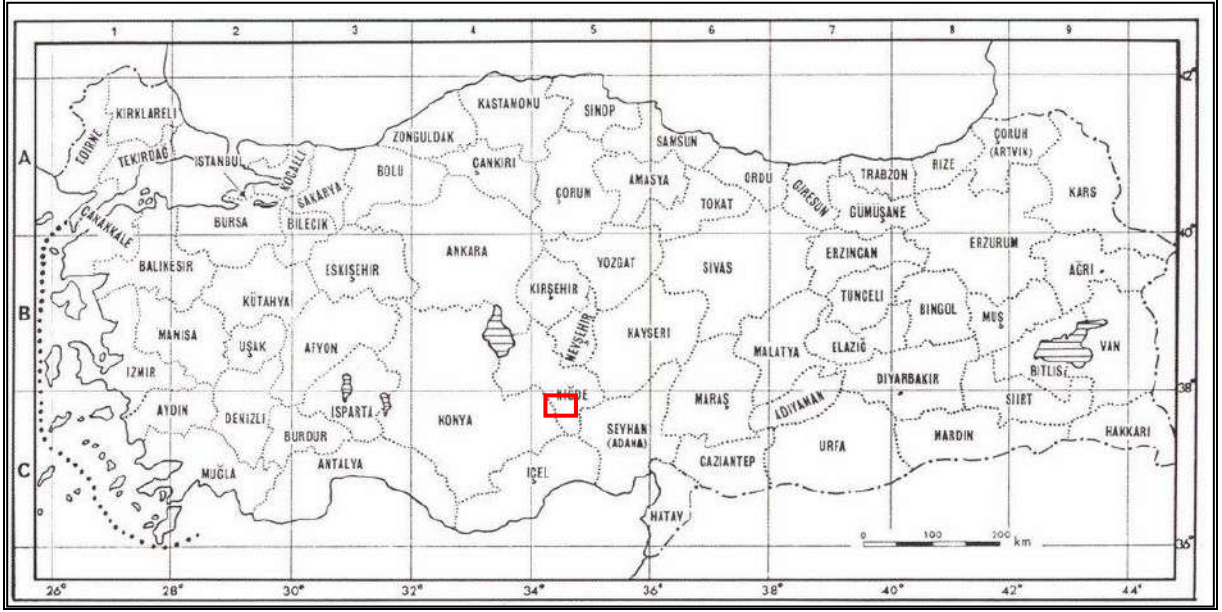 1 2 3 4 5 6 7 8 9
42°
KASTAMONU
SİNOP
KIRKLARELİ
EDİRNE
ZONGULDAK
SAMSUN
ÇORUH
(ARTVİN)
A
TEKİRDAĞ
İSTANBUL
KOCAELİ
SAKARYA
BOLU
ÇANKIRI
ÇORUM
AMASYA
ORDU
GİRESUN
TRABZON
RİZE
KARS
TOKAT
GÜMÜŞANE
ÇANAKKALE
BURSA
BİLECİK
40°
BALIKESİR
ESKİŞEHİR
ANKARA
YOZGAT
SIVAS
ERZİNCAN
ERZURUM
AĞRI
B
KÜTAHYA
KIRŞEHİR
TUNCELİ
BİNGÖL
MUŞ
MANİSA
UŞAK
AFYON
NEVŞEHİR
KAYSERİ
MALATYA
ELAZIĞ
VAN
BİTLİS
İZMİR
DİYARBAKIR
38°
AYDIN
DENİZLİ
ISPARTA
KONYA
NİĞDE
MARAŞ
ADIYAMAN
SİİRT
BURDUR
SEYHAN
(ADANA)
URFA
MARDİN
HAKKARİ
C
MUĞLA
ANTALYA
İÇEL
GAZİANTEP
HATAY
0 100 200 km
36°
26° 28° 30° 32° 34° 36° 38° 40° 42° 44°